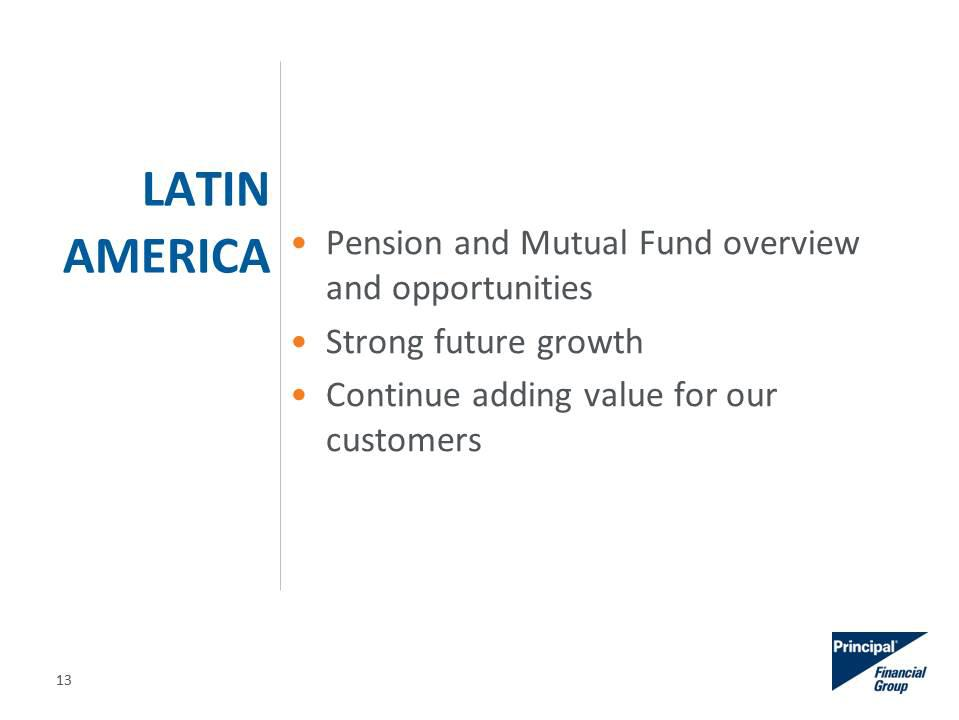 LATIN
AMERICA
• Pension and Mutual Fund overview
and opportunities
• Strong future growth
• Continue adding value for our
customers
13
Principal®
Financial
Group